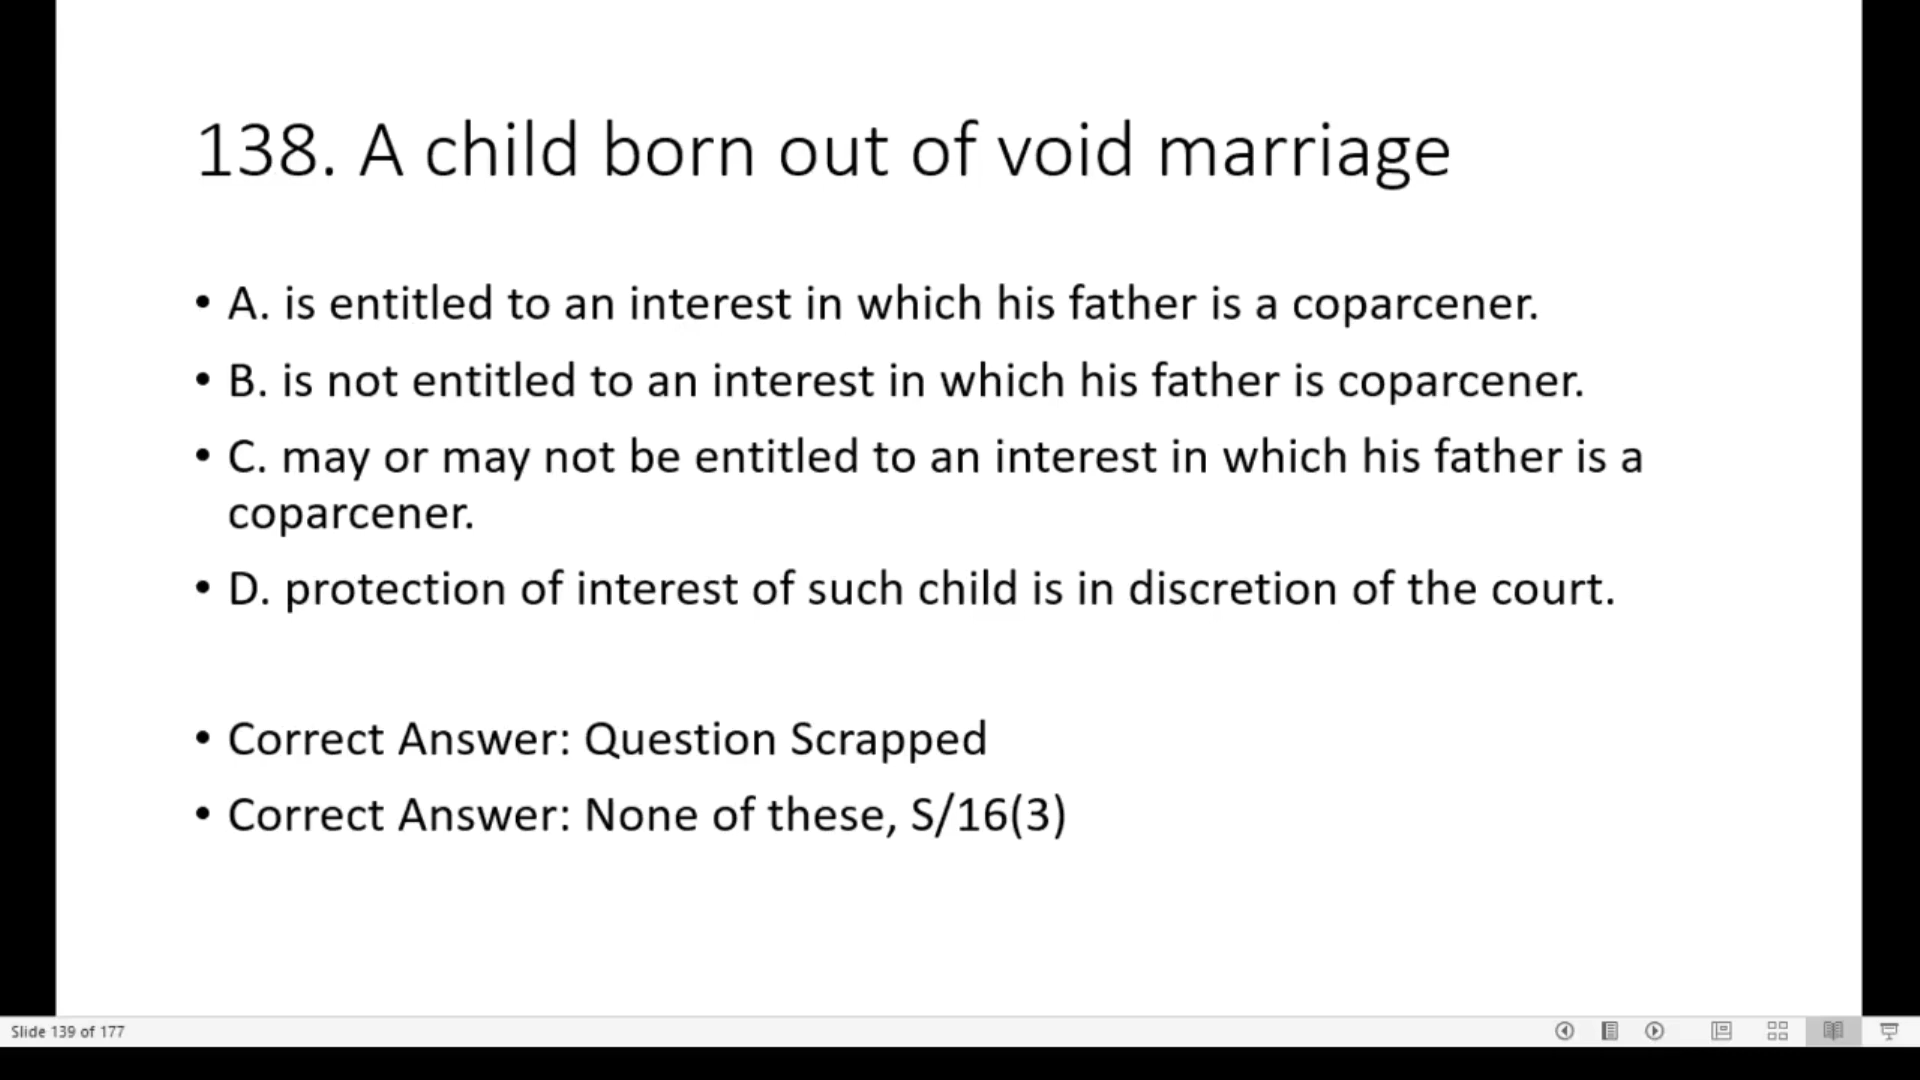 138. A child born out of void marriage
• A. is entitled to an interest in which his father is a coparcener.
• B. is not entitled to an interest in which his father is coparcener.
• C. may or may not be entitled to an interest in which his father is a
coparcener.
• D. protection of interest of such child is in discretion of the court.
• Correct Answer: Question Scrapped
• Correct Answer: None of these, S/16(3)
Slide 139 of 177